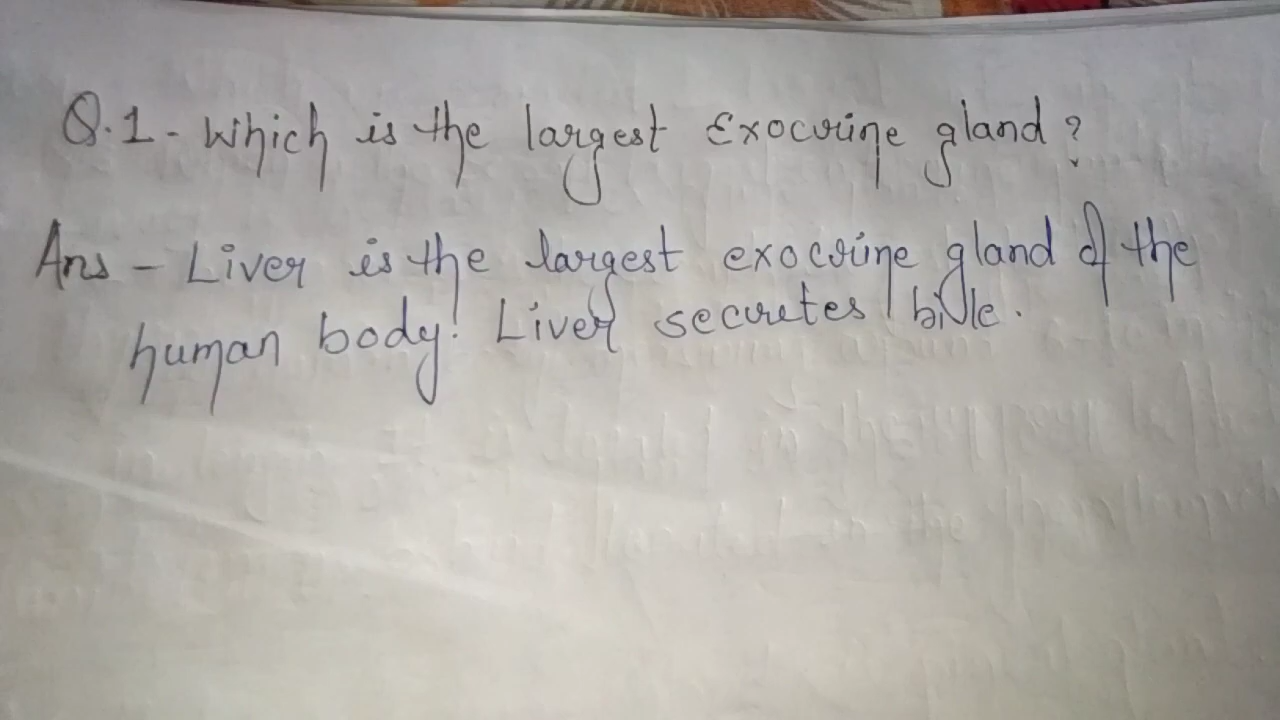 Q.1 - Which is the largest Exocrine gland ?
Ans - Liver is the largest exocrine gland of the
human body. Liver secretes bile.